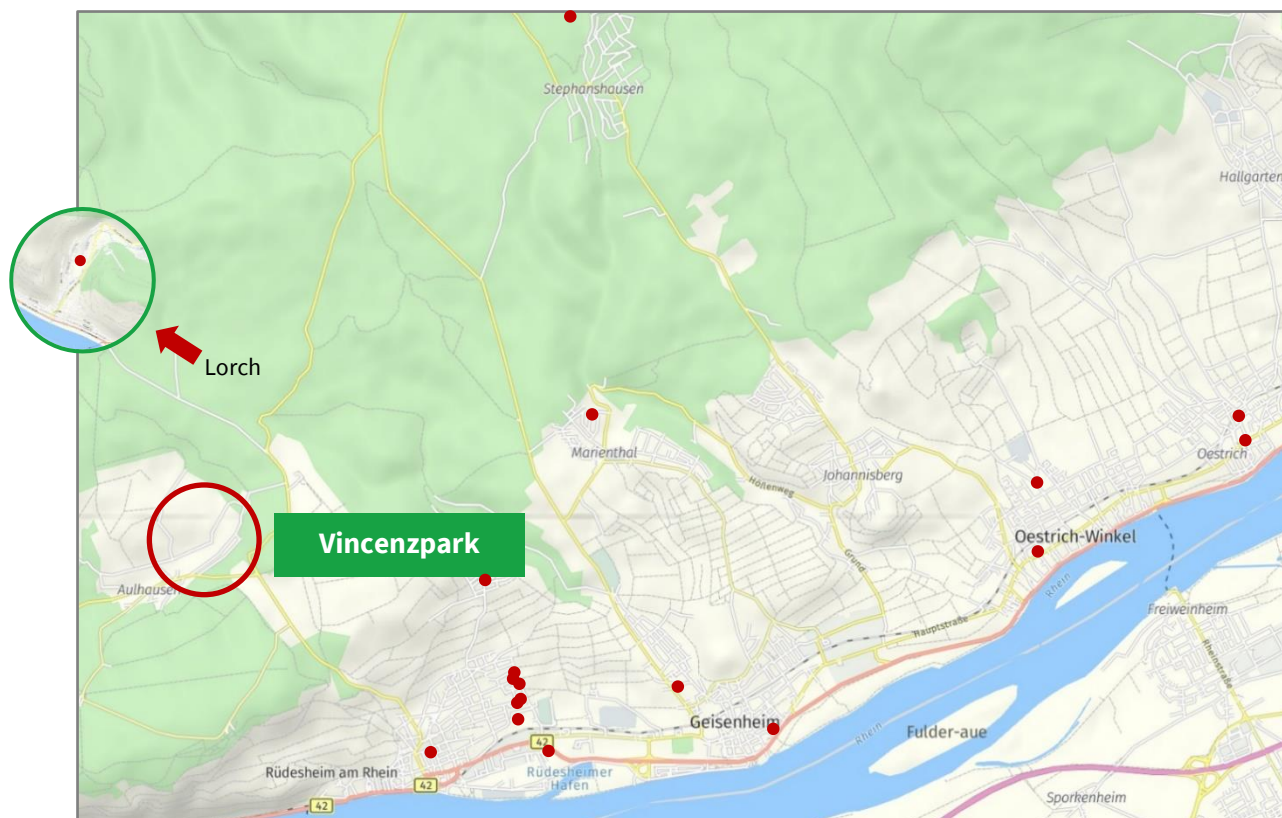 Stephanshausen
Hallgarten
Lorch
Marienthal
Johannisberg
Höhenweg
Oestrich
Vincenzpark
Oestrich-Winkel
Grund
Rhein
Aulhausen
Freiweinheim
Hauptstraße
Rheinstraße
Geisenheim
Rhein
Fulder-aue
42
Rüdesheim am Rhein
Rüdesheimer
Hafen
42
42
Sporkenheim